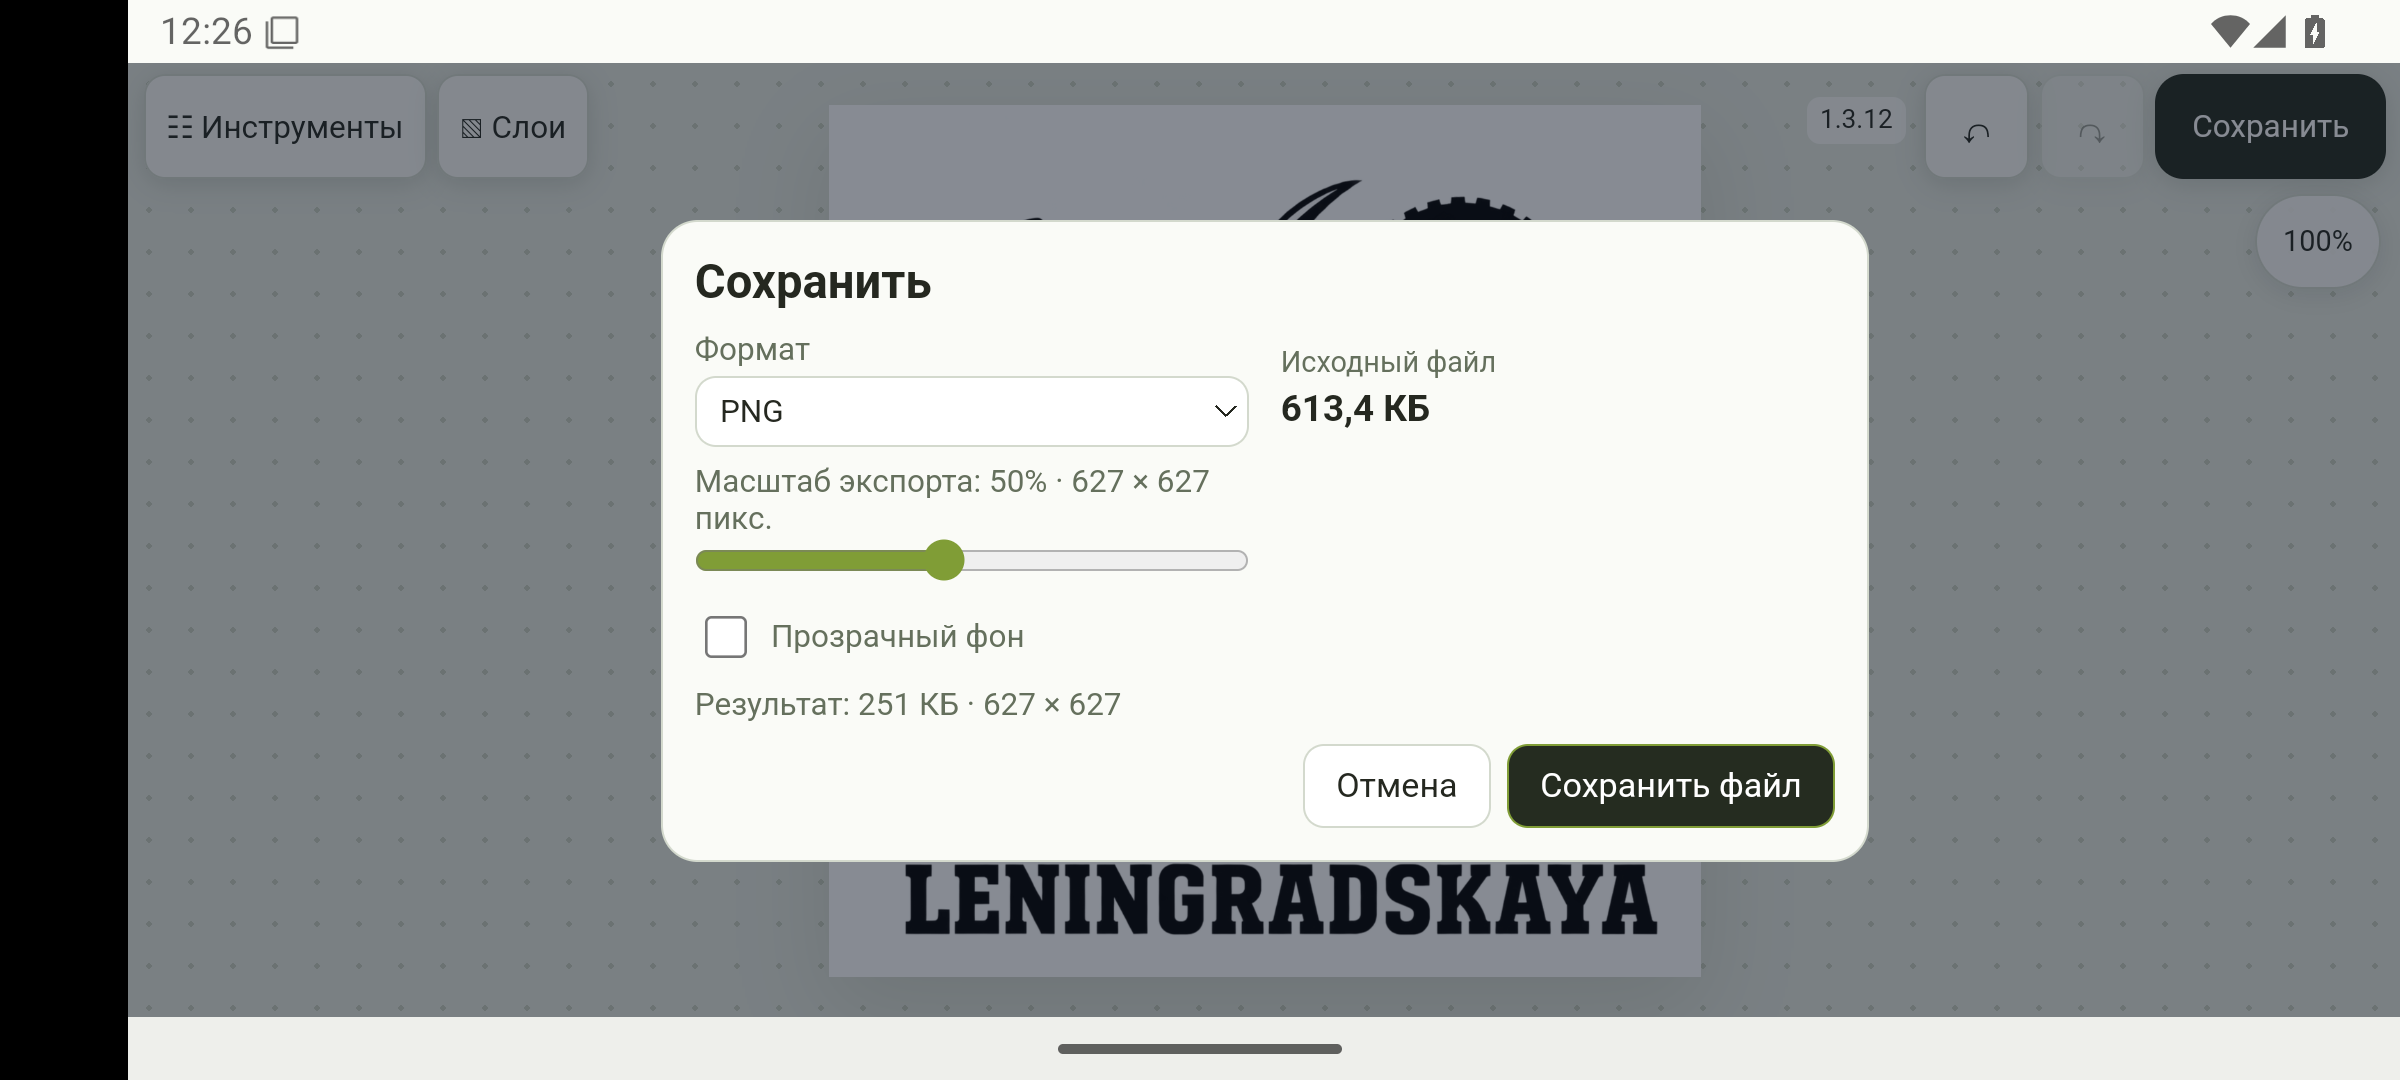 12:26
Инструменты
Слои
1.3.12
Сохранить
100%
Сохранить
Формат
Исходный файл
PNG
613,4 КБ
Масштаб экспорта: 50% · 627 × 627
пикс.
Прозрачный фон
Результат: 251 КБ · 627 × 627
Отмена
Сохранить файл
LENINGRADSKAYA